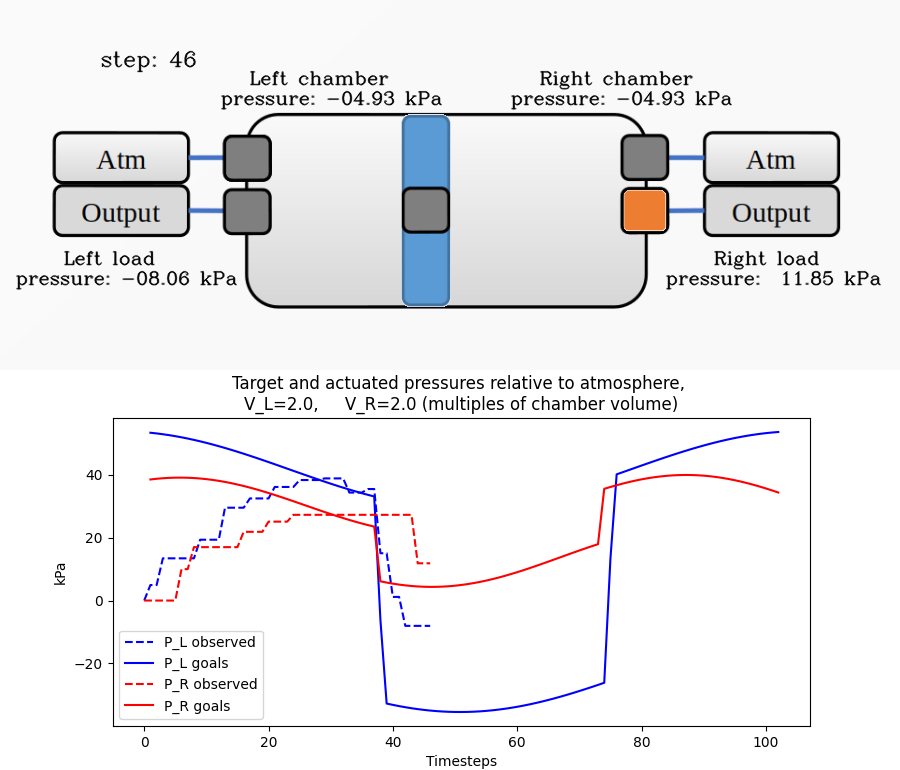 step: 46
Left chamber
pressure: -04.93 kPa
Right chamber
pressure: -04.93 kPa
Atm
Atm
Output
Output
Left load
pressure: -08.06 kPa
Right load
pressure: 11.85 kPa
Target and actuated pressures relative to atmosphere,
V_L=2.0, V_R=2.0 (multiples of chamber volume)
kPa
40
20
0
−20
P_L observed
P_L goals
P_R observed
P_R goals
0 20 40 60 80 100
Timesteps